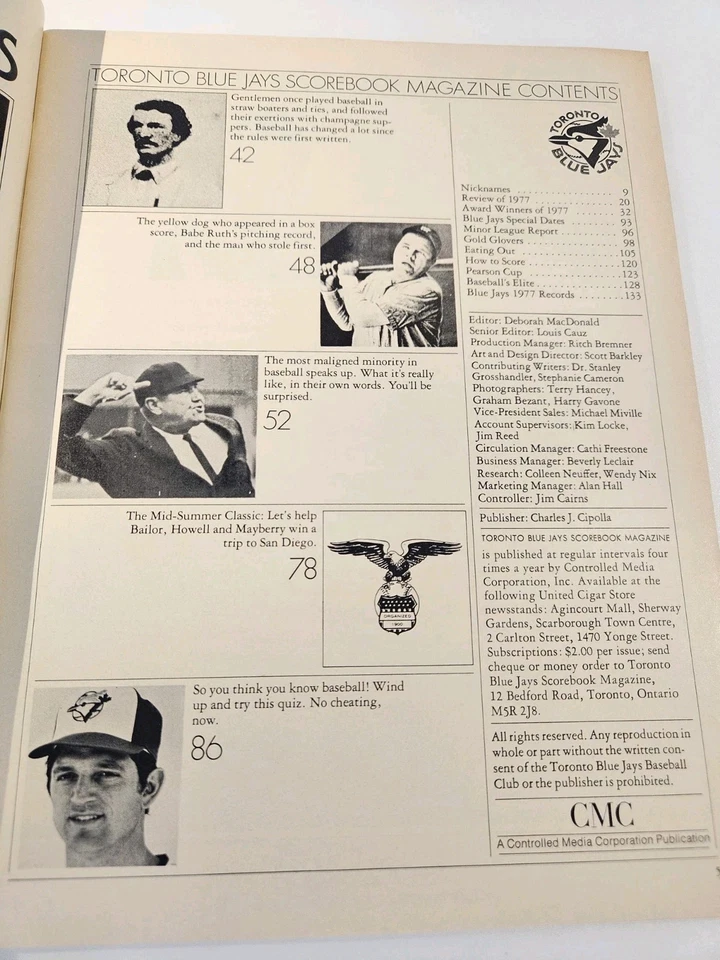 S
TORONTO BLUE JAYS SCOREBOOK MAGAZINE CONTENTS
Gentlemen once played baseball in
straw boaters and ties, and followed
their exertions with champagne sup-
pers. Baseball has changed a lot since
the rules were first written.
42
The yellow dog who appeared in a box
score, Babe Ruth's pitching record,
and the man who stole first.
48
The most maligned minority in
baseball speaks up. What it's really
like, in their own words. You'll be
surprised.
52
The Mid-Summer Classic: Let's help
Bailor, Howell and Mayberry win a
trip to San Diego.
78
ORGANIZED
1900
So you think you know baseball! Wind
up and try this quiz. No cheating,
now.
86
TORONTO
BLUE JAYS
Nicknames . . . . . . . . . . . . . . . . . 9
Review of 1977 . . . . . . . . . . . . . 20
Award Winners of 1977 . . . . . . . 32
Blue Jays Special Dates . . . . . . . 93
Minor League Report . . . . . . . . . 96
Gold Glovers . . . . . . . . . . . . . . . 98
Eating Out . . . . . . . . . . . . . . . .105
How to Score . . . . . . . . . . . . . .120
Pearson Cup . . . . . . . . . . . . . . .123
Baseball's Elite . . . . . . . . . . . . .128
Blue Jays 1977 Records . . . . . . . .133
Editor: Deborah MacDonald
Senior Editor: Louis Cauz
Production Manager: Ritch Bremner
Art and Design Director: Scott Barkley
Contributing Writers: Dr. Stanley
Grosshandler, Stephanie Cameron
Photographers: Terry Hancey,
Graham Bezant, Harry Gavone
Vice-President Sales: Michael Miville
Account Supervisors: Kim Locke,
Jim Reed
Circulation Manager: Cathi Freestone
Business Manager: Beverly Leclair
Research: Colleen Neuffer, Wendy Nix
Marketing Manager: Alan Hall
Controller: Jim Cairns
Publisher: Charles J. Cipolla
TORONTO BLUE JAYS SCOREBOOK MAGAZINE
is published at regular intervals four
times a year by Controlled Media
Corporation, Inc. Available at the
following United Cigar Store
newsstands: Agincourt Mall, Sherway
Gardens, Scarborough Town Centre,
2 Carlton Street, 1470 Yonge Street.
Subscriptions: $2.00 per issue; send
cheque or money order to Toronto
Blue Jays Scorebook Magazine,
12 Bedford Road, Toronto, Ontario
M5R 2J8.
All rights reserved. Any reproduction in
whole or part without the written con-
sent of the Toronto Blue Jays Baseball
Club or the publisher is prohibited.
CMC
A Controlled Media Corporation Publication